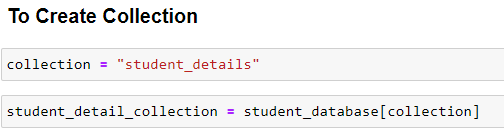 To Create Collection
collection = "student_details"
student_detail_collection = student_database[collection]